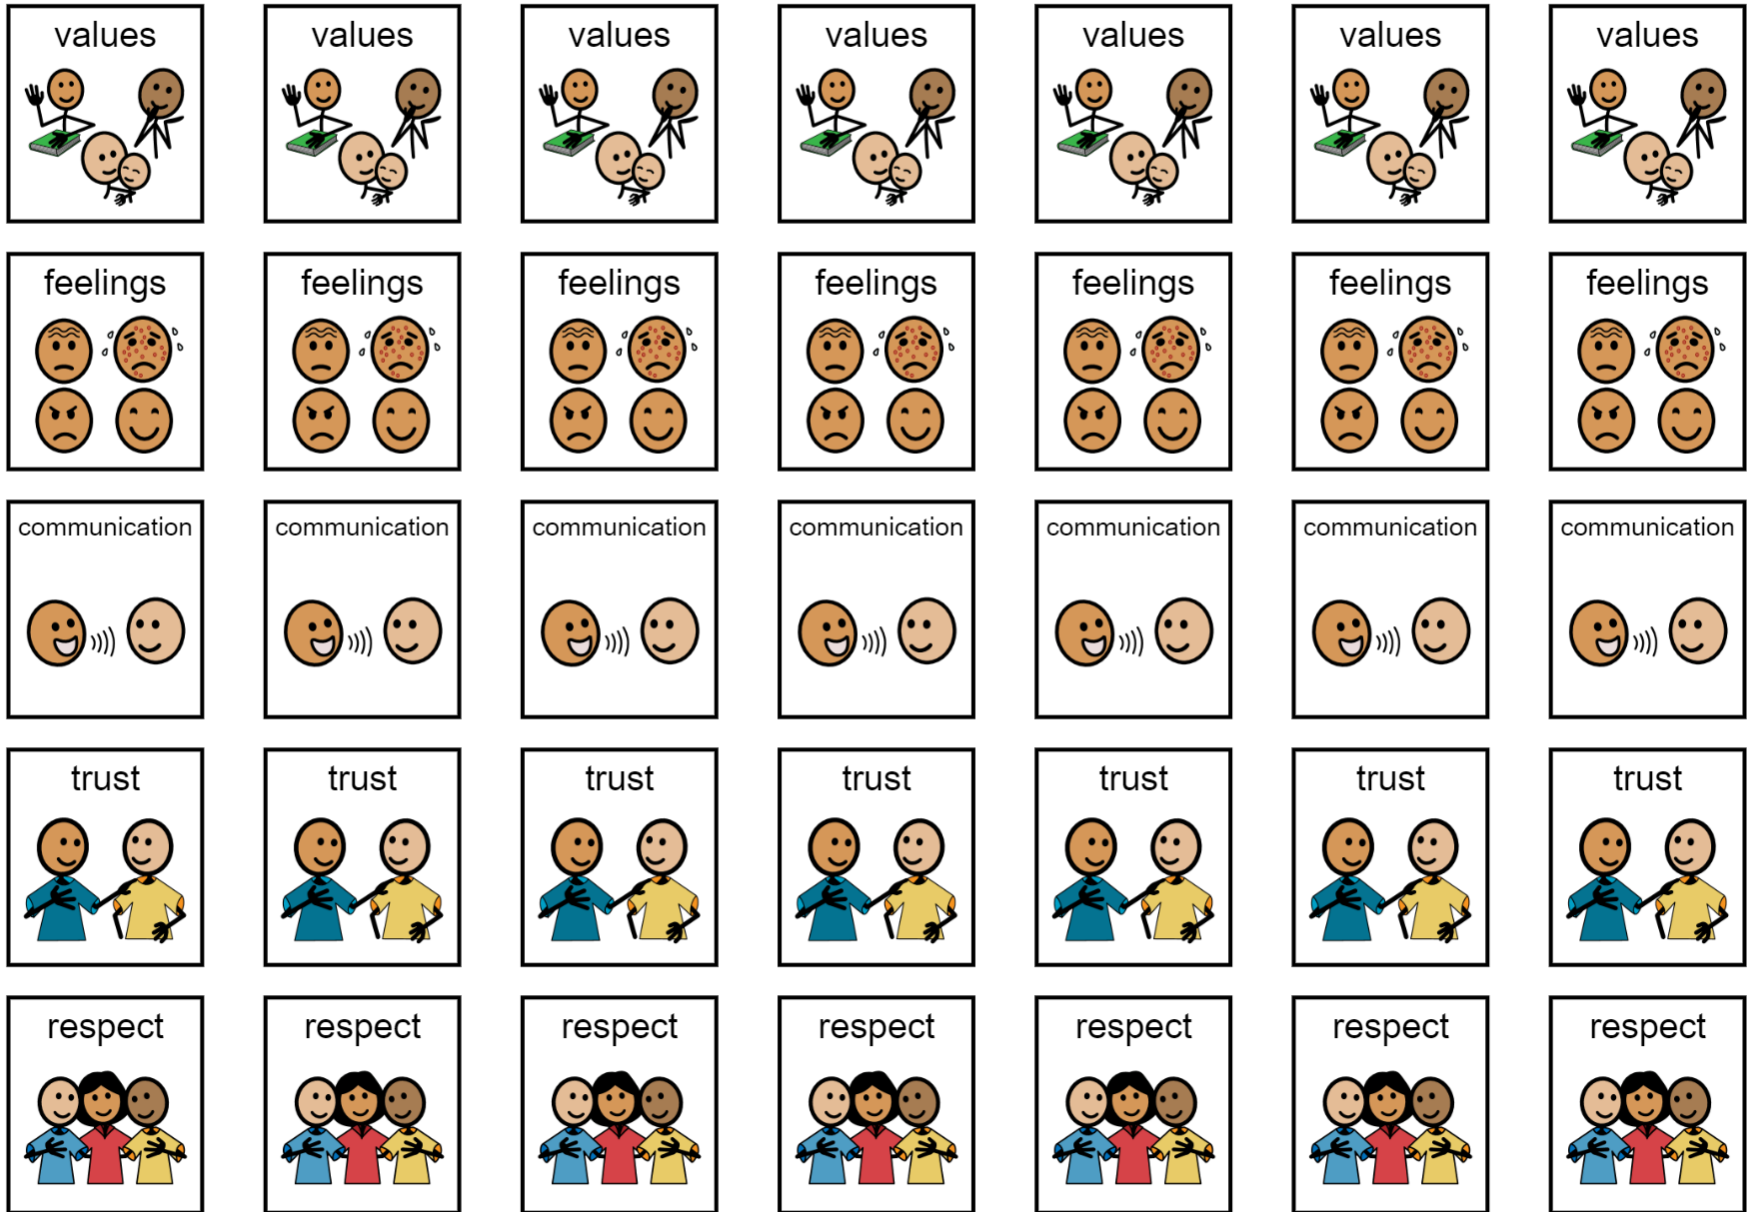 values values values values values values values
feelings feelings feelings feelings feelings feelings feelings
communication communication communication communication communication communication communication
trust trust trust trust trust trust trust
respect respect respect respect respect respect respect